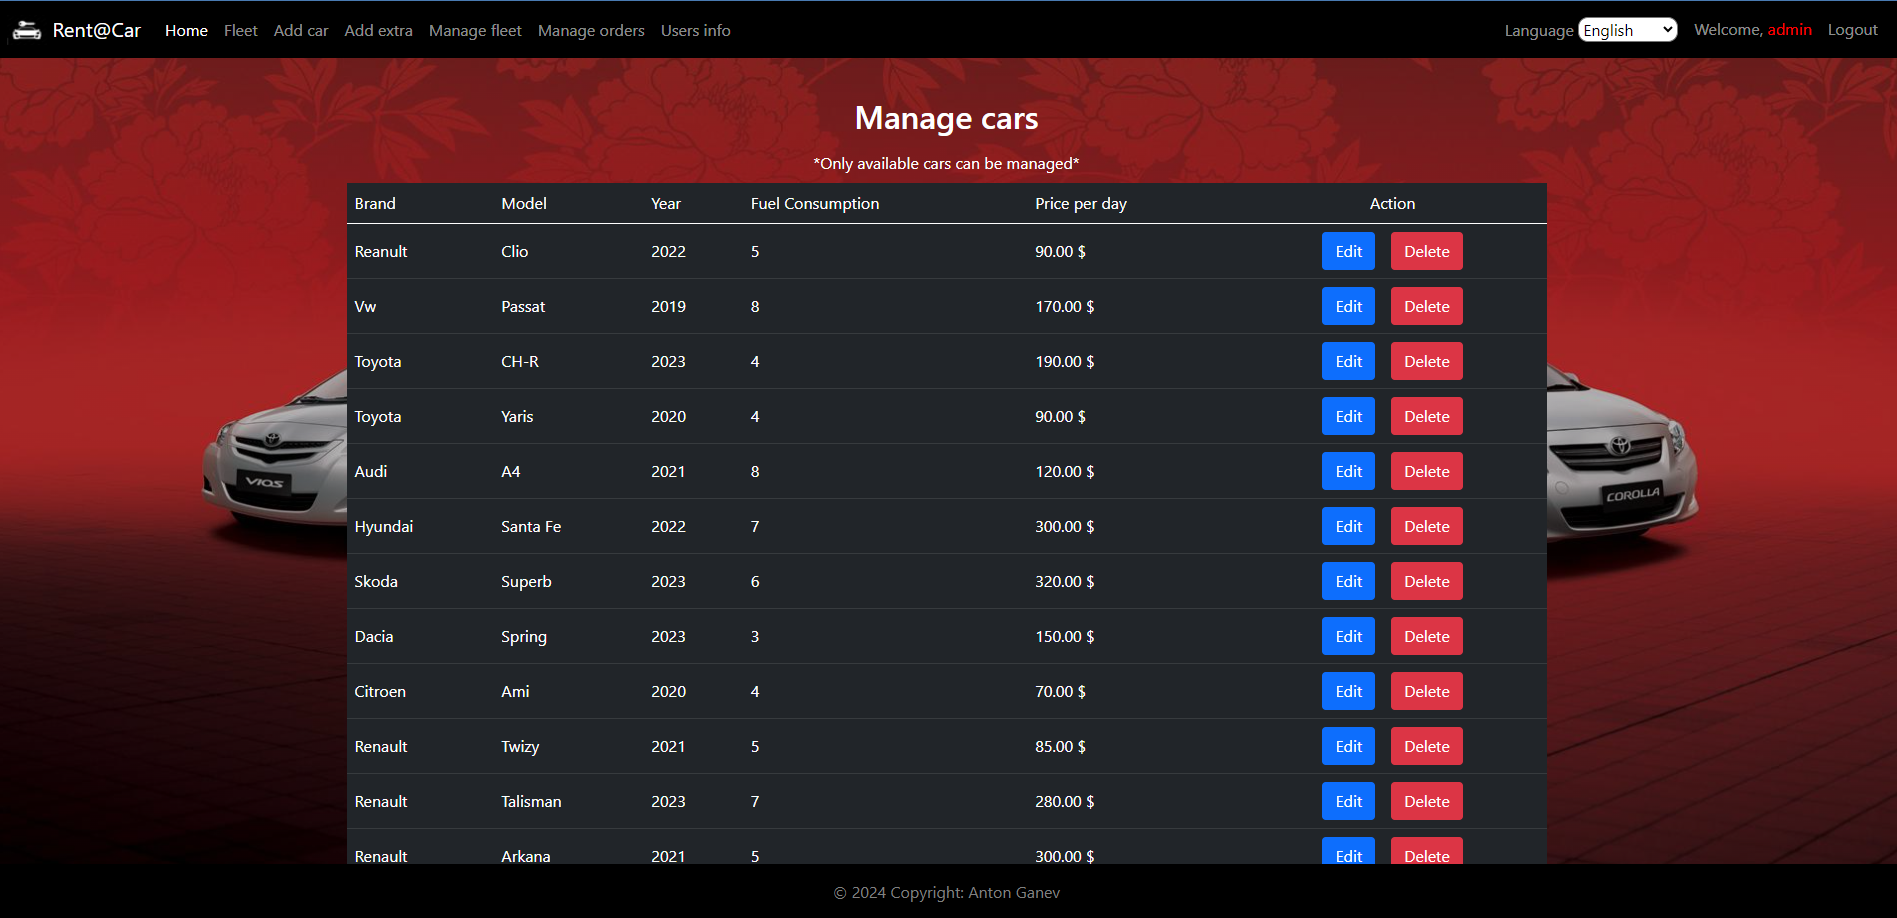 Rent@Car Home Fleet Add car Add extra Manage fleet Manage orders Users info Language English Welcome, admin Logout
Manage cars
*Only available cars can be managed*
Brand Model Year Fuel Consumption Price per day Action
Reanult Clio 2022 5 90.00 $ Edit Delete
Vw Passat 2019 8 170.00 $ Edit Delete
Toyota CH-R 2023 4 190.00 $ Edit Delete
Toyota Yaris 2020 4 90.00 $ Edit Delete
Audi A4 2021 8 120.00 $ Edit Delete
VIOS
COROLLA
Hyundai Santa Fe 2022 7 300.00 $ Edit Delete
Skoda Superb 2023 6 320.00 $ Edit Delete
Dacia Spring 2023 3 150.00 $ Edit Delete
Citroen Ami 2020 4 70.00 $ Edit Delete
Renault Twizy 2021 5 85.00 $ Edit Delete
Renault Talisman 2023 7 280.00 $ Edit Delete
Renault Arkana 2021 5 300.00 $ Edit Delete
© 2024 Copyright: Anton Ganev